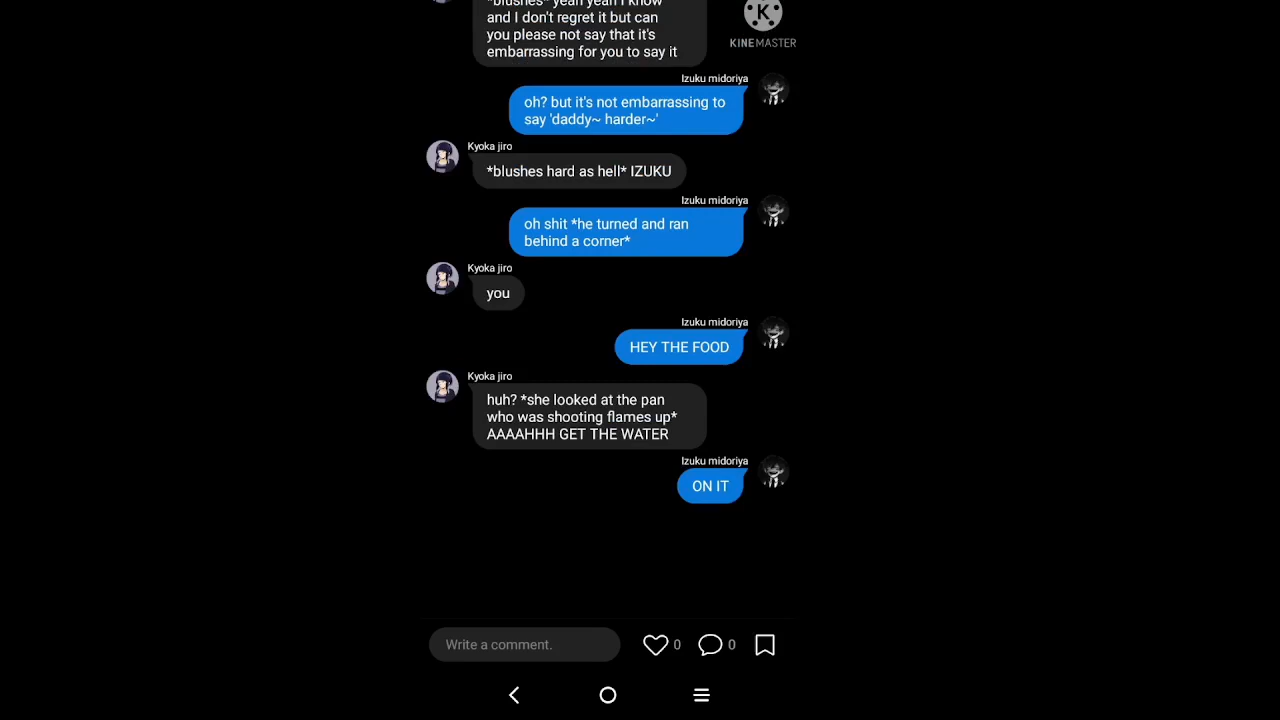 *blushes* yeah yeah I know
and I don't regret it but can
you please not say that it's
embarrassing for you to say it
KINEMASTER
Izuku midoriya
oh? but it's not embarrassing to
say 'daddy~ harder~'
Kyoka jiro
*blushes hard as hell* IZUKU
Izuku midoriya
oh shit *he turned and ran
behind a corner*
Kyoka jiro
you
Izuku midoriya
HEY THE FOOD
Kyoka jiro
huh? *she looked at the pan
who was shooting flames up*
AAAAHHH GET THE WATER
Izuku midoriya
ON IT
Write a comment.
0
0